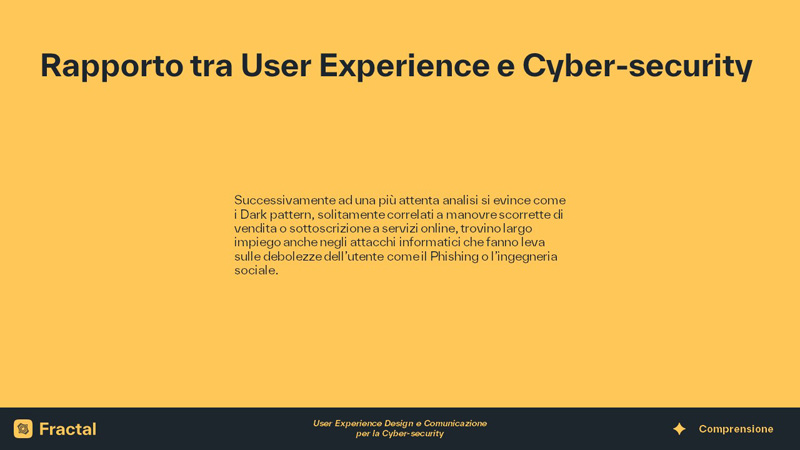 Rapporto tra User Experience e Cyber-security
Successivamente ad una più attenta analisi si evince come
i Dark pattern, solitamente correlati a manovre scorrette di
vendita o sottoscrizione a servizi online, trovino largo
impiego anche negli attacchi informatici che fanno leva
sulle debolezze dell'utente come il Phishing o l'ingegneria
sociale.
Fractal
User Experience Design e Comunicazione
per la Cyber-security
Comprensione